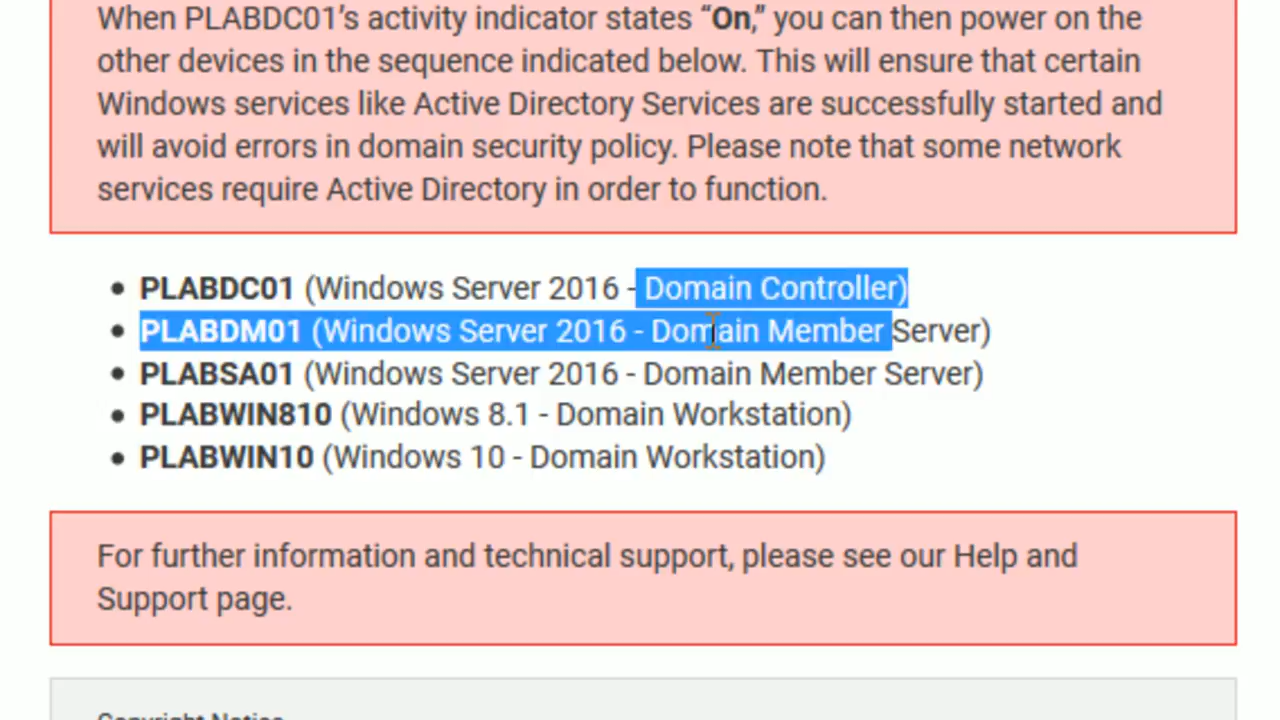 When PLABDC01’s activity indicator states “On,” you can then power on the
other devices in the sequence indicated below. This will ensure that certain
Windows services like Active Directory Services are successfully started and
will avoid errors in domain security policy. Please note that some network
services require Active Directory in order to function.
• PLABDC01 (Windows Server 2016 - Domain Controller)
• PLABDM01 (Windows Server 2016 - Domain Member Server)
• PLABSA01 (Windows Server 2016 - Domain Member Server)
• PLABWIN810 (Windows 8.1 - Domain Workstation)
• PLABWIN10 (Windows 10 - Domain Workstation)
For further information and technical support, please see our Help and
Support page.
Copyright Notice